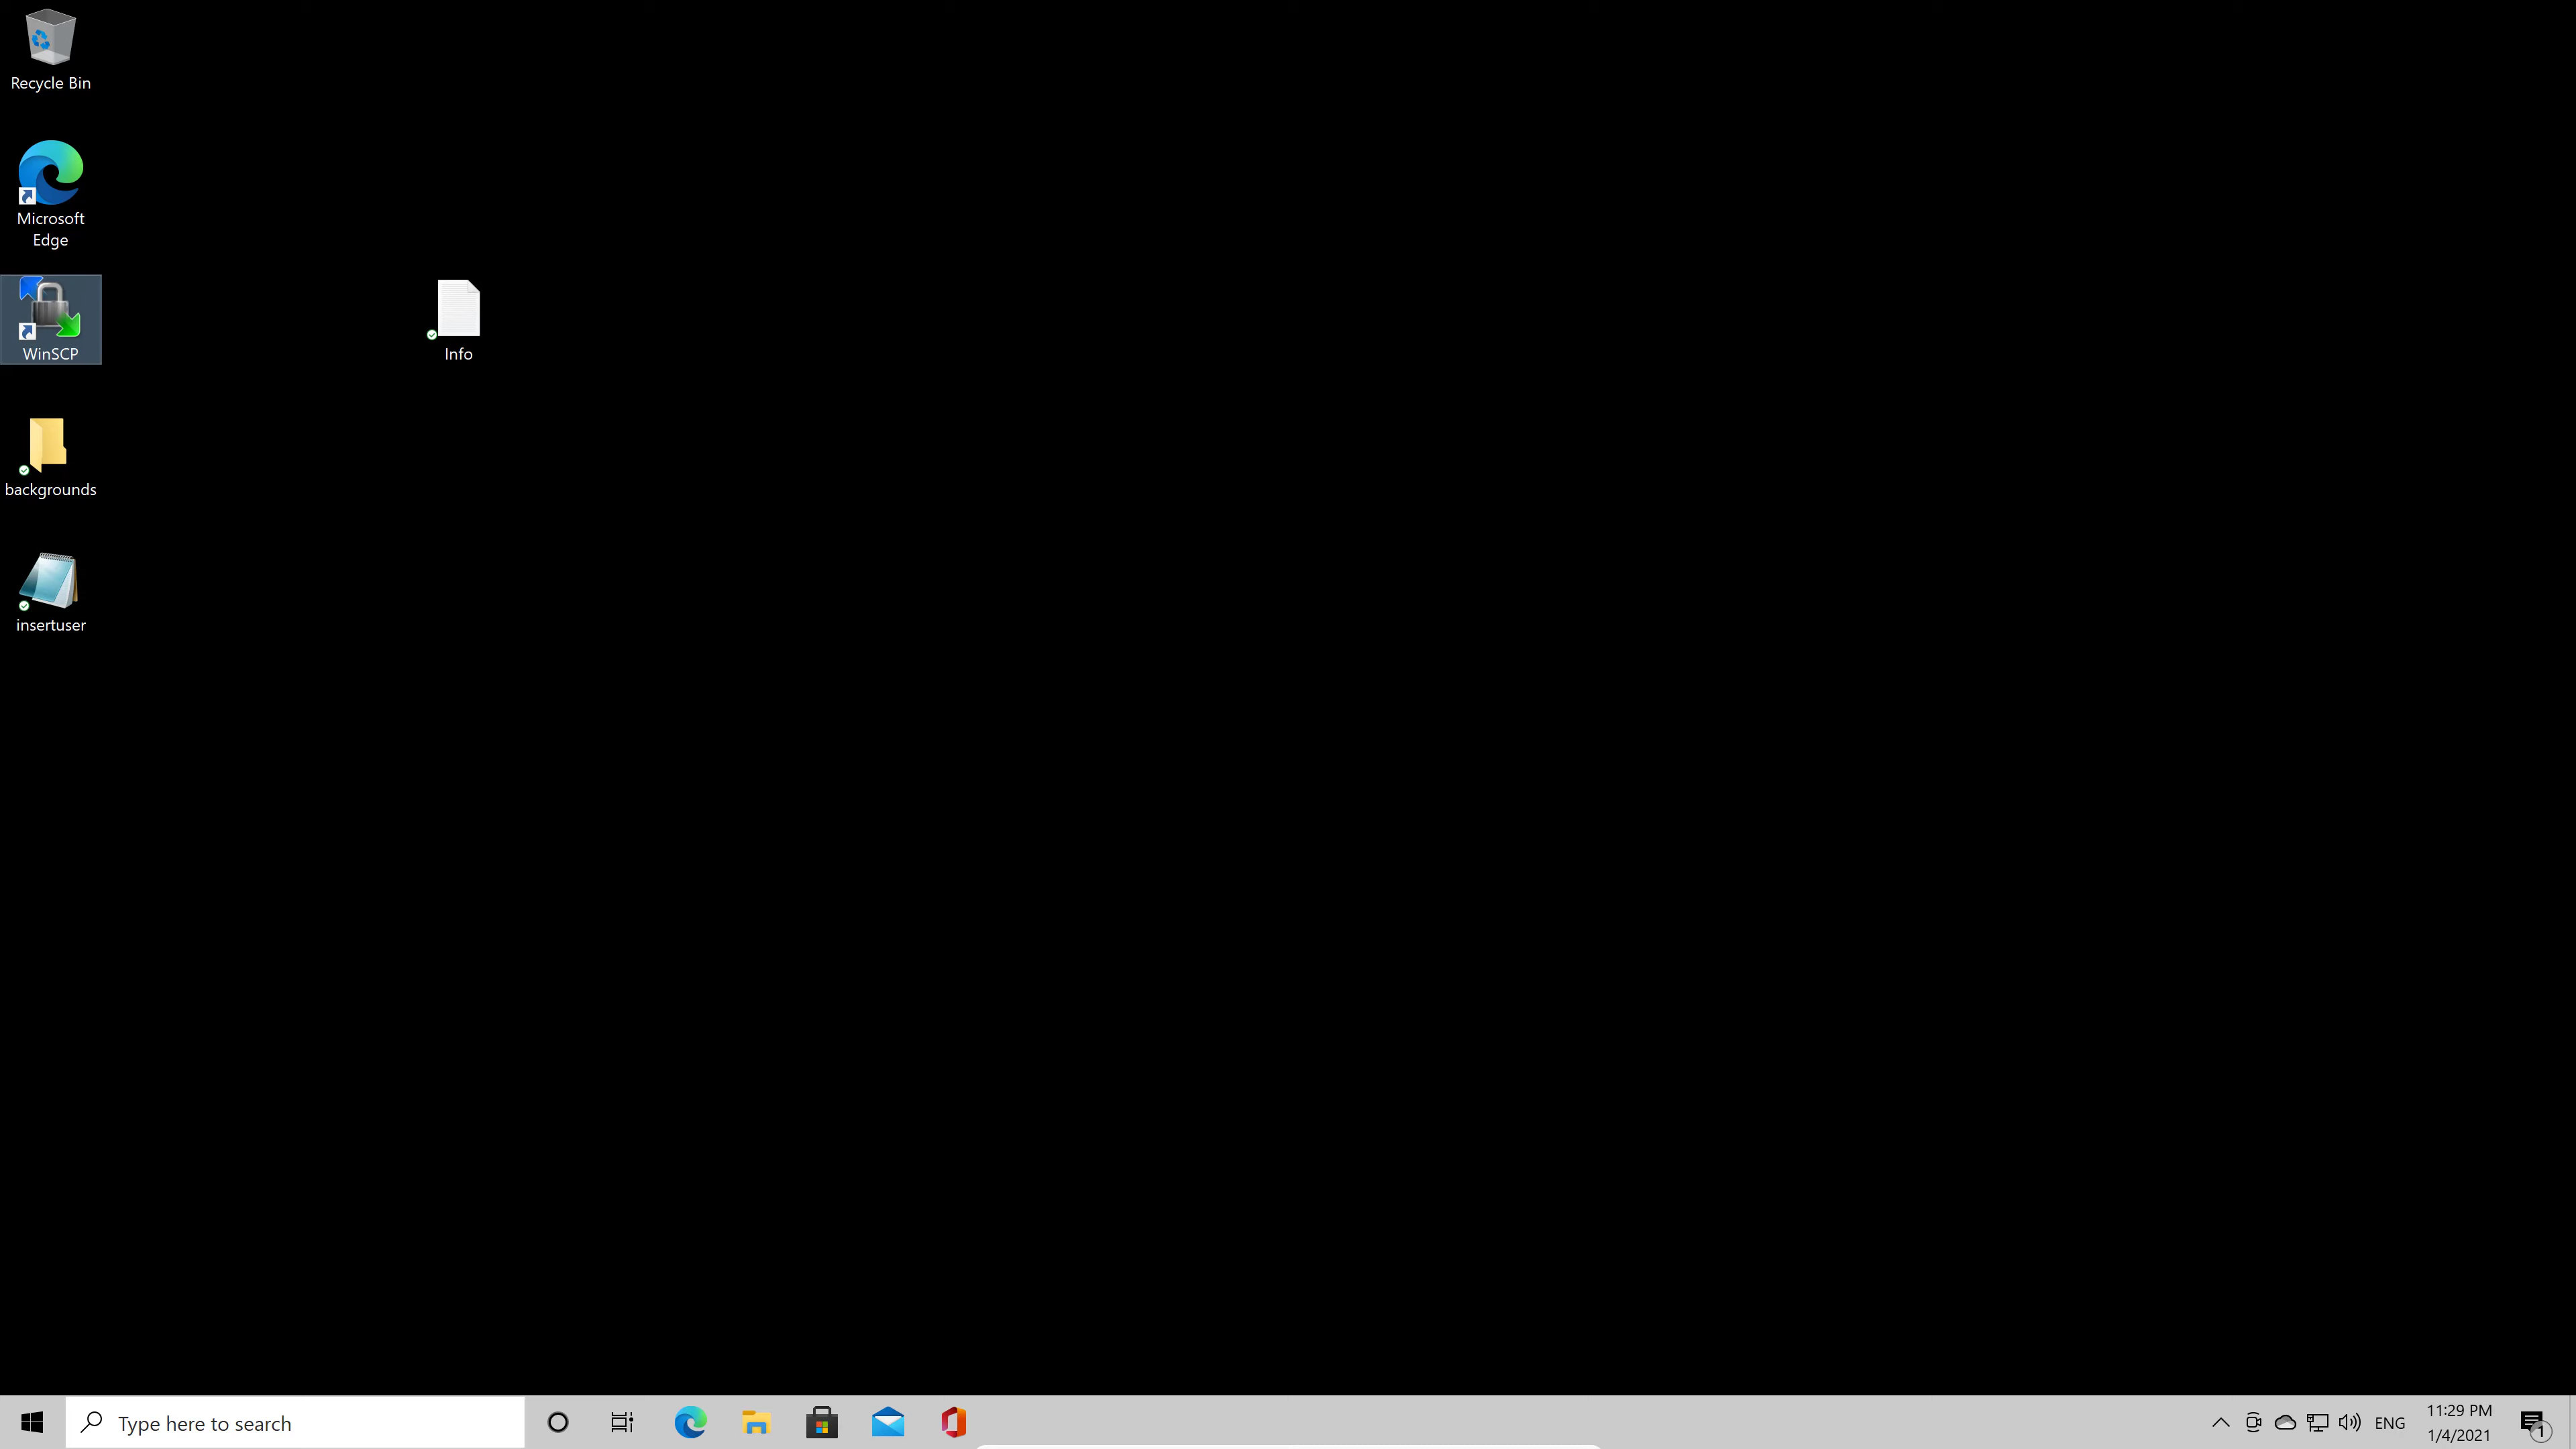 Recycle Bin
Microsoft
Edge
WinSCP
Info
backgrounds
insertuser
Type here to search
ENG
11:29 PM
1/4/2021
1